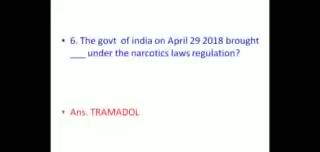 • 6. The govt of india on April 29 2018 brought
___ under the narcotics laws regulation?
• Ans. TRAMADOL